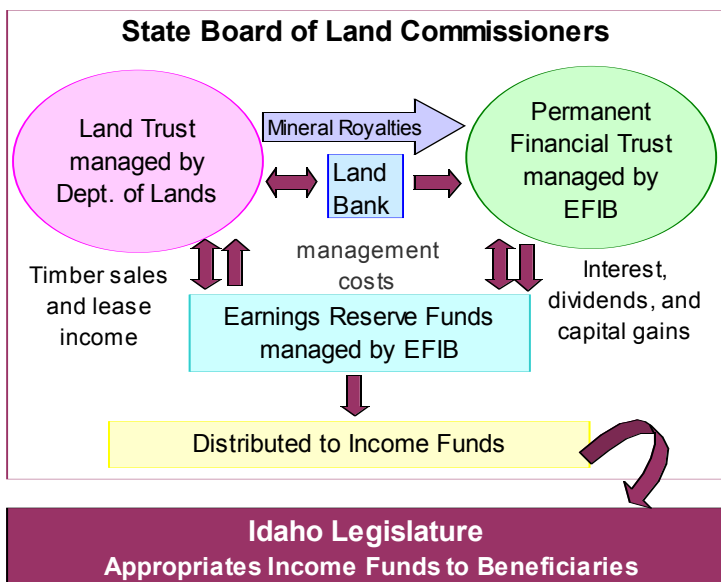 State Board of Land Commissioners
Land Trust
managed by
Dept. of Lands
Mineral Royalties
Land
Bank
Permanent
Financial Trust
managed by
EFIB
Timber sales
and lease
income
management
costs
Interest,
dividends, and
capital gains
Earnings Reserve Funds
managed by EFIB
Distributed to Income Funds
Idaho Legislature
Appropriates Income Funds to Beneficiaries